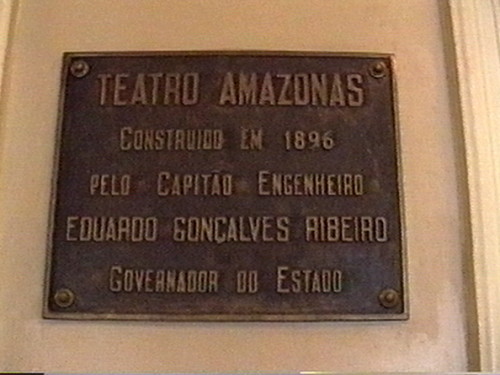 TEATRO AMAZONAS
CONSTRUIDO EM 1896
PELO CAPITÃO ENGENHEIRO
EDUARDO GONÇALVES RIBEIRO
GOVERNADOR DO ESTADO